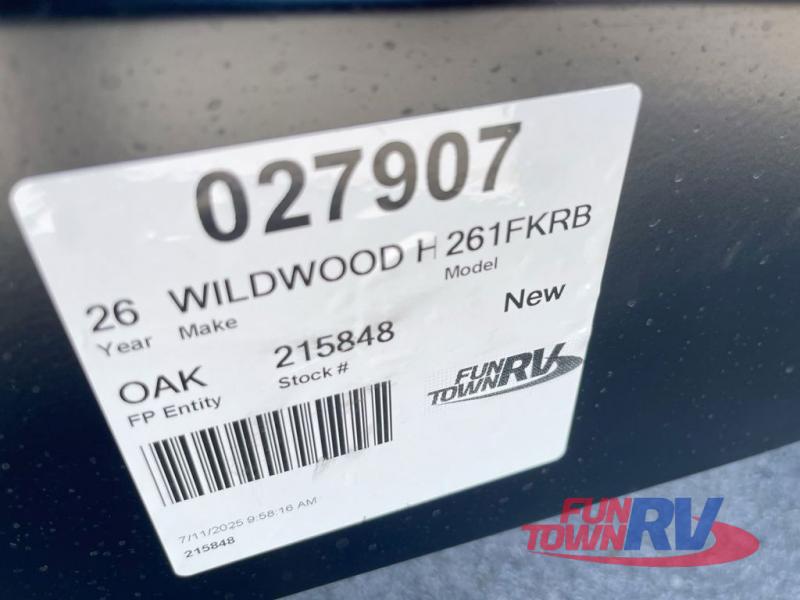 027907
26 WILDWOOD H 261FKRB
Year Make Model
New
OAK 215848
FP Entity Stock #
FUN TOWN RV
7/11/2025 9:58:16 AM
215848
FUN TOWN RV